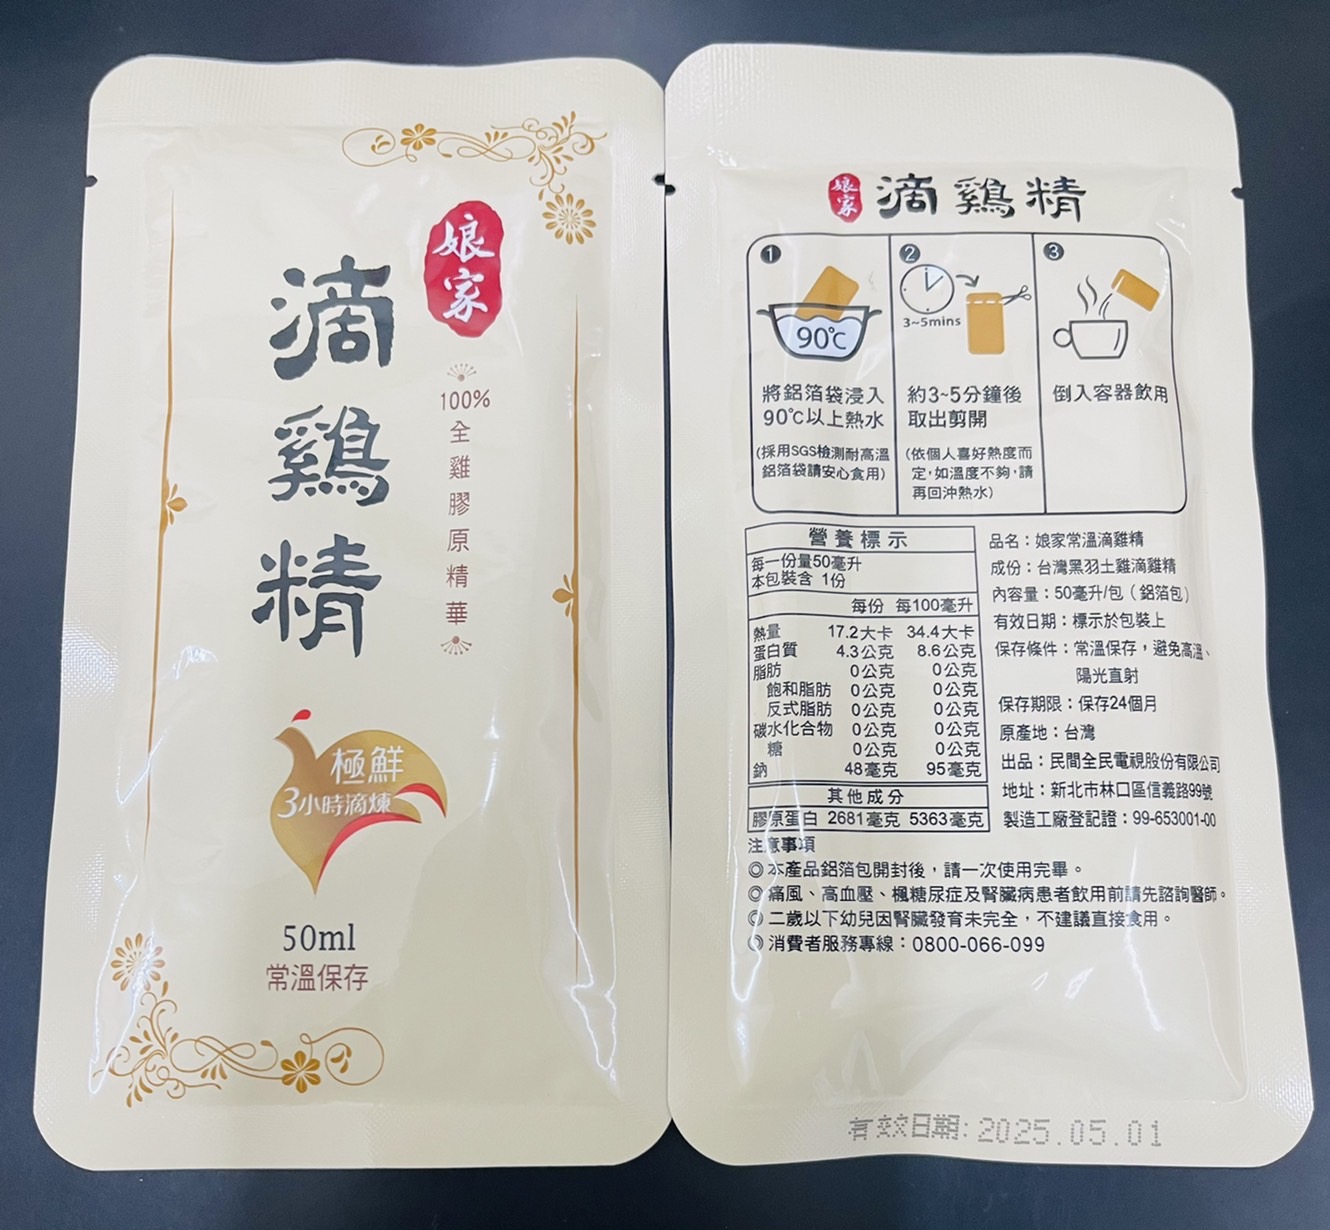 娘家
滴鷄精
100%全雞膠原精華
極鮮
3小時滴煉
50ml
常溫保存
娘家 滴鷄精
1
90℃
將鋁箔袋浸入
90℃以上熱水
(採用SGS檢測耐高溫
鋁箔袋請安心食用)
2
3~5mins
約3~5分鐘後
取出剪開
(依個人喜好熱度而
定,如溫度不夠,請
再回沖熱水)
3
倒入容器飲用
營養標示
每一份量50毫升
本包裝含 1份
每份 每100毫升
熱量 17.2大卡 34.4大卡
蛋白質 4.3公克 8.6公克
脂肪 0公克 0公克
飽和脂肪 0公克 0公克
反式脂肪 0公克 0公克
碳水化合物 0公克 0公克
糖 0公克 0公克
鈉 48毫克 95毫克
其他成分
膠原蛋白 2681毫克 5363毫克
品名：娘家常溫滴雞精
成份：台灣黑羽土雞滴雞精
內容量：50毫升/包（鋁箔包）
有效日期：標示於包裝上
保存條件：常溫保存，避免高溫、
陽光直射
保存期限：保存24個月
原產地：台灣
出品：民間全民電視股份有限公司
地址：新北市林口區信義路99號
製造工廠登記證：99-653001-00
注意事項
◎本產品鋁箔包開封後，請一次使用完畢。
◎痛風、高血壓、楓糖尿症及腎臟病患者飲用前請先諮詢醫師。
◎二歲以下幼兒因腎臟發育未完全，不建議直接食用。
◎消費者服務專線：0800-066-099
有效日期:2025.05.01